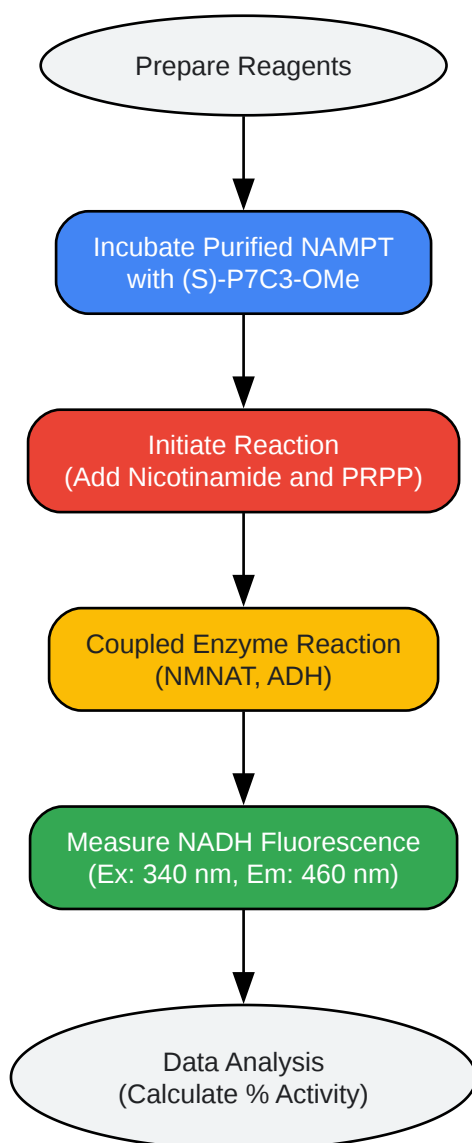 Prepare Reagents
Incubate Purified NAMPT
with (S)-P7C3-OMe
Initiate Reaction
(Add Nicotinamide and PRPP)
Coupled Enzyme Reaction
(NMNAT, ADH)
Measure NADH Fluorescence
(Ex: 340 nm, Em: 460 nm)
Data Analysis
(Calculate % Activity)